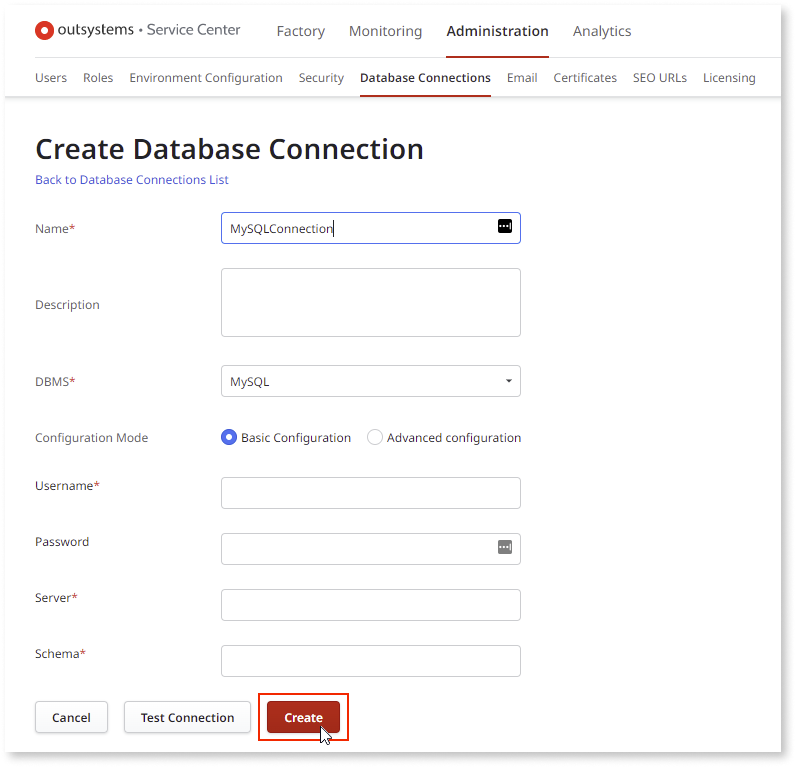 outsystems • Service Center Factory Monitoring Administration Analytics
Users Roles Environment Configuration Security Database Connections Email Certificates SEO URLs Licensing
Create Database Connection
Back to Database Connections List
Name* MySQLConnection
Description
DBMS* MySQL
Configuration Mode Basic Configuration Advanced configuration
Username*
Password
Server*
Schema*
Cancel Test Connection Create